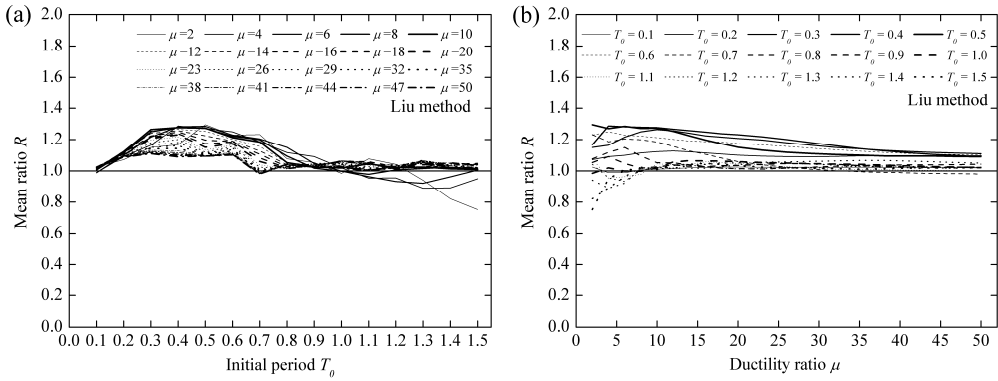 (a)
2.0
1.8
1.6
1.4
1.2
1.0
0.8
0.6
0.4
0.2
0.0
Mean ratio R
μ=2 μ=4 μ=6 μ=8 μ=10
μ=12 μ=14 μ=16 μ=18 μ=20
μ=23 μ=26 μ=29 μ=32 μ=35
μ=38 μ=41 μ=44 μ=47 μ=50
Liu method
0.0 0.1 0.2 0.3 0.4 0.5 0.6 0.7 0.8 0.9 1.0 1.1 1.2 1.3 1.4 1.5
Initial period T₀
(b)
2.0
1.8
1.6
1.4
1.2
1.0
0.8
0.6
0.4
0.2
0.0
Mean ratio R
T₀ = 0.1 T₀ = 0.2 T₀ = 0.3 T₀ = 0.4 T₀ = 0.5
T₀ = 0.6 T₀ = 0.7 T₀ = 0.8 T₀ = 0.9 T₀ = 1.0
T₀ = 1.1 T₀ = 1.2 T₀ = 1.3 T₀ = 1.4 T₀ = 1.5
Liu method
0 5 10 15 20 25 30 35 40 45 50
Ductility ratio μ